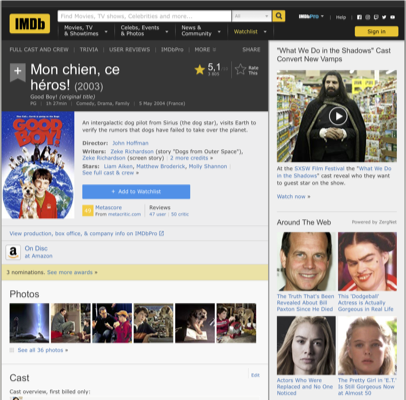 IMDb
Find Movies, TV shows, Celebrities and more...
All
IMDbPro
Help
Movies, TV
& Showtimes
Celebs, Events
& Photos
News &
Community
Watchlist
Sign in
FULL CAST AND CREW | TRIVIA | USER REVIEWS | IMDbPro | MORE
SHARE
Mon chien, ce
héros! (2003)
Good Boy! (original title)
PG | 1h 27min | Comedy, Drama, Family | 5 May 2004 (France)
5,1
Rate
This
GOOD
BOY!
An intergalactic dog pilot from Sirius (the dog star), visits Earth to
verify the rumors that dogs have failed to take over the planet.
Director: John Hoffman
Writers: Zeke Richardson (story "Dogs from Outer Space"),
Zeke Richardson (screen story) | 2 more credits »
Stars: Liam Aiken, Matthew Broderick, Molly Shannon |
See full cast & crew »
+ Add to Watchlist
Metascore
From metacritic.com
Reviews
47 user | 50 critic
View production, box office, & company info on IMDbPro
a
On Disc
at Amazon
3 nominations. See more awards »
Photos
See all 36 photos »
Cast
Edit
Cast overview, first billed only:
"What We Do in the Shadows" Cast
Convert New Vamps
At the SXSW Film Festival the "What We
Do in the Shadows" cast reveal who they
want to guest star on the show.
Watch now »
Around The Web
Powered by ZergNet
The Truth That's Been
Revealed About Bill
Paxton Since He Died
This 'Dodgeball'
Actress is Actually
Gorgeous in Real Life
Actors Who Were
Replaced and No One
Noticed
The Pretty Girl in 'E.T.'
Is Still Gorgeous Now
at Almost 50